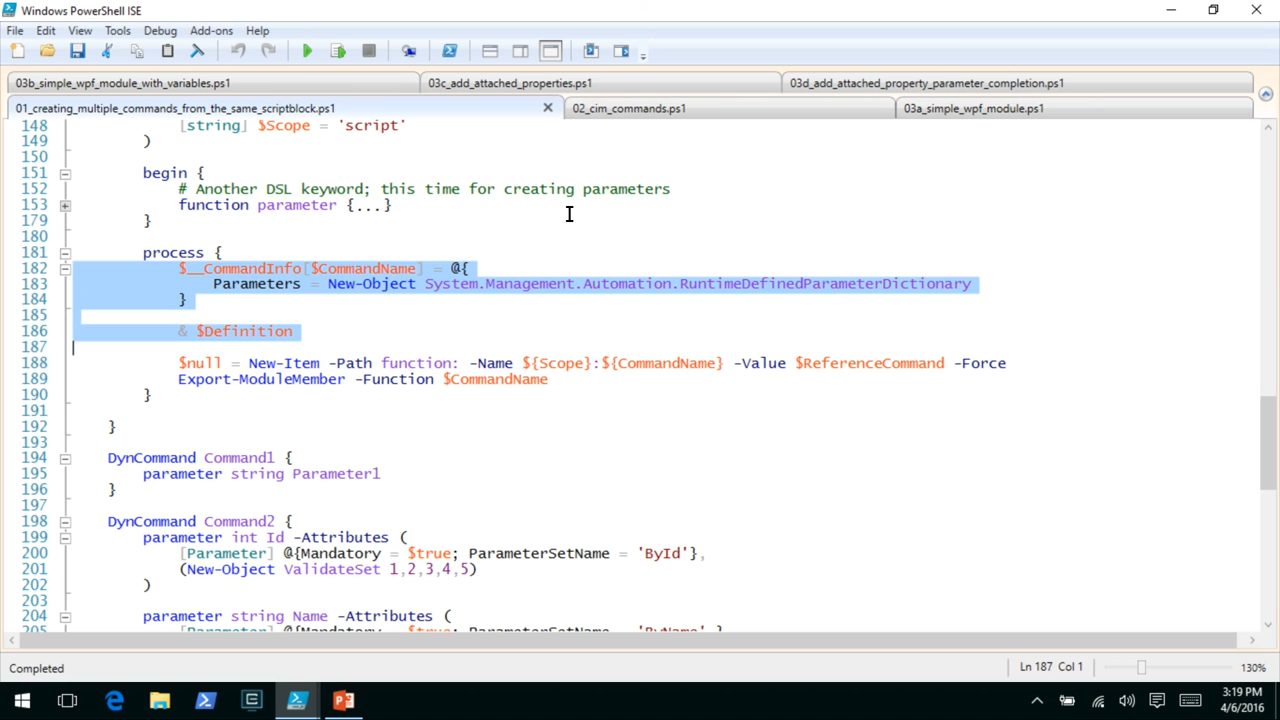 Windows PowerShell ISE
File Edit View Tools Debug Add-ons Help
03b_simple_wpf_module_with_variables.ps1 03c_add_attached_properties.ps1 03d_add_attached_property_parameter_completion.ps1
01_creating_multiple_commands_from_the_same_scriptblock.ps1 02_cim_commands.ps1 03a_simple_wpf_module.ps1
148 [string] $Scope = 'script'
149 )
150
151 begin {
152 # Another DSL keyword; this time for creating parameters
153 function parameter {...}
179 }
180
181 process {
182 $__CommandInfo[$CommandName] = @{
183 Parameters = New-Object System.Management.Automation.RuntimeDefinedParameterDictionary
184 }
185
186 & $Definition
187
188 $null = New-Item -Path function: -Name ${Scope}:${CommandName} -Value $ReferenceCommand -Force
189 Export-ModuleMember -Function $CommandName
190 }
191
192 }
193
194 DynCommand Command1 {
195 parameter string Parameter1
196 }
197
198 DynCommand Command2 {
199 parameter int Id -Attributes (
200 [Parameter] @{Mandatory = $true; ParameterSetName = 'ById'},
201 (New-Object ValidateSet 1,2,3,4,5)
202 )
203
204 parameter string Name -Attributes (
205 [Parameter] @{Mandatory = $true; ParameterSetName = 'ByName'}
Completed Ln 187 Col 1 130%
3:19 PM
4/6/2016